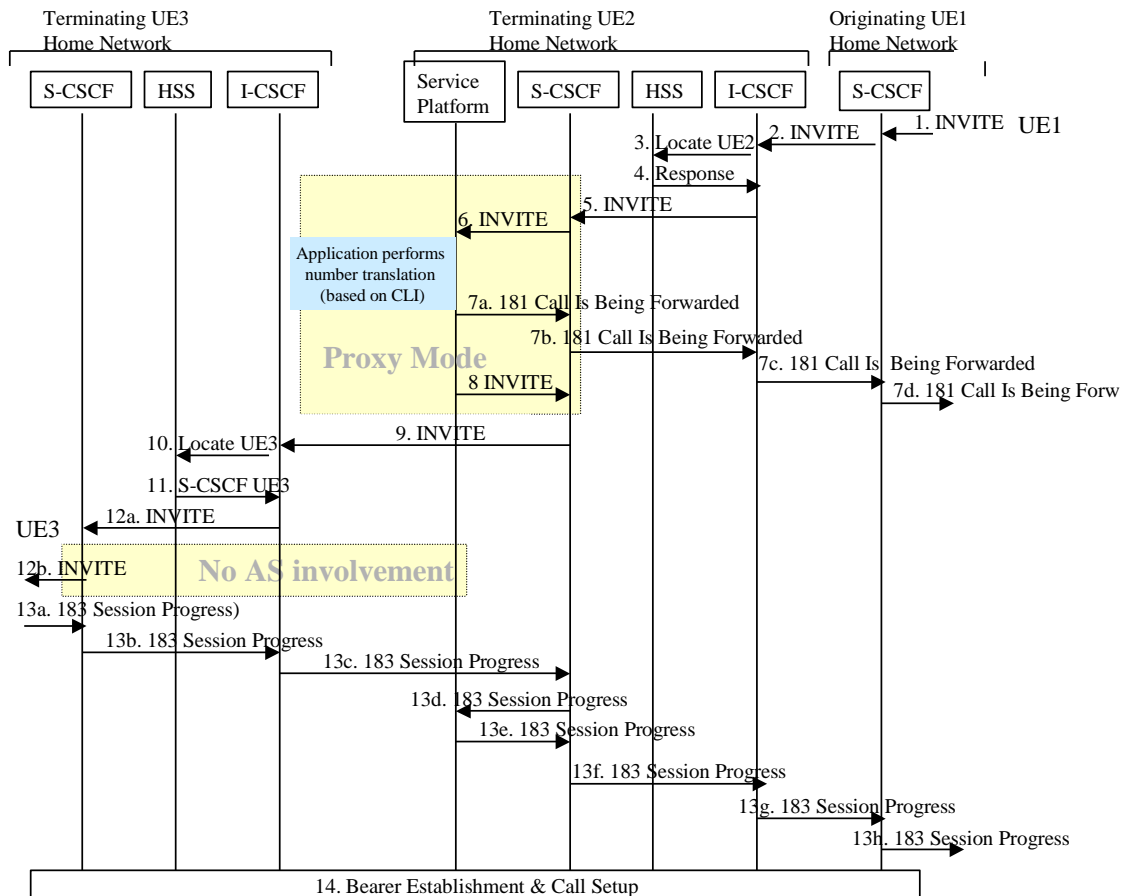 Terminating UE3
Home Network
Terminating UE2
Home Network
Originating UE1
Home Network
S-CSCF
HSS
I-CSCF
Service
Platform
S-CSCF
HSS
I-CSCF
S-CSCF
1. INVITE
UE1
2. INVITE
3. Locate UE2
4. Response
5. INVITE
6. INVITE
Application performs
number translation
(based on CLI)
7a. 181 Call Is Being Forwarded
7b. 181 Call Is Being Forwarded
Proxy Mode
7c. 181 Call Is Being Forwarded
8 INVITE
7d. 181 Call Is Being Forw
9. INVITE
10. Locate UE3
11. S-CSCF UE3
12a. INVITE
UE3
12b. INVITE
No AS involvement
13a. 183 Session Progress)
13b. 183 Session Progress
13c. 183 Session Progress
13d. 183 Session Progress
13e. 183 Session Progress
13f. 183 Session Progress
13g. 183 Session Progress
13h. 183 Session Progress
14. Bearer Establishment & Call Setup